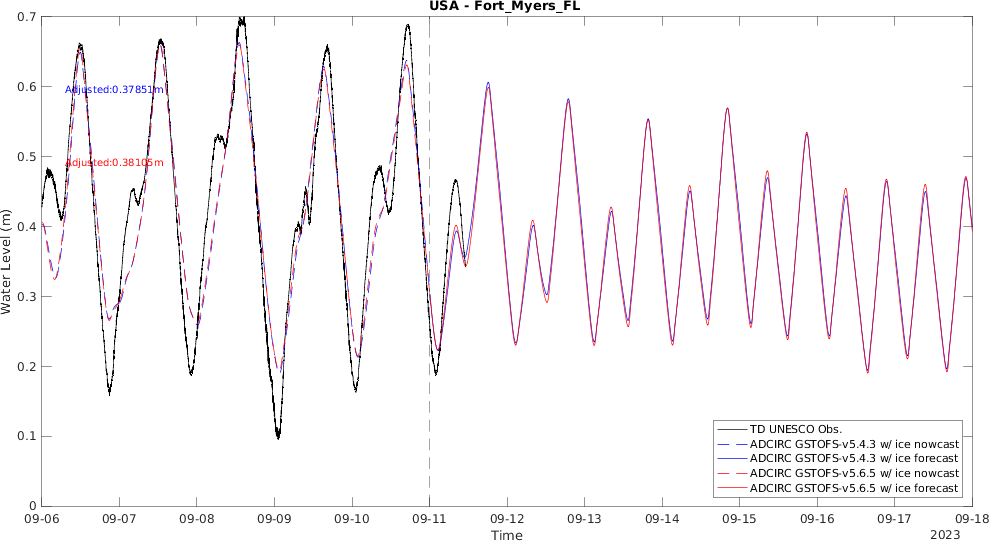 USA - Fort_Myers_FL
0.7
0.6
0.5
0.4
0.3
0.2
0.1
0
Water Level (m)
Adjusted:0.37851m
Adjusted:0.38105m
TD UNESCO Obs.
ADCIRC GSTOFS-v5.4.3 w/ ice nowcast
ADCIRC GSTOFS-v5.4.3 w/ ice forecast
ADCIRC GSTOFS-v5.6.5 w/ ice nowcast
ADCIRC GSTOFS-v5.6.5 w/ ice forecast
09-06 09-07 09-08 09-09 09-10 09-11 09-12 09-13 09-14 09-15 09-16 09-17 09-18
Time
2023